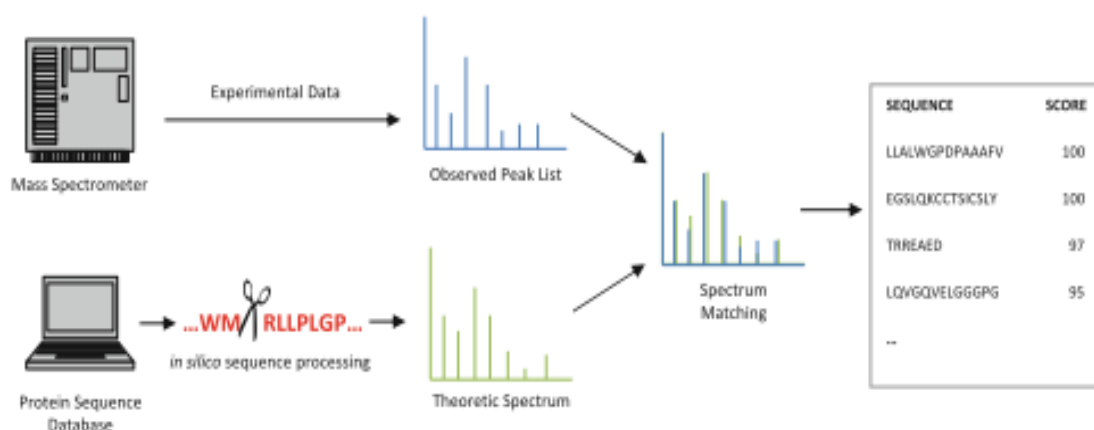 Experimental Data
Mass Spectrometer
Observed Peak List
...WM RLLPLGP...
in silico sequence processing
Protein Sequence
Database
Theoretic Spectrum
Spectrum
Matching
SEQUENCE SCORE
LLALWGPDPAAAFV 100
EGSLQKCCTSICSLY 100
TRREAED 97
LQVGQVELGGGPG 95
...